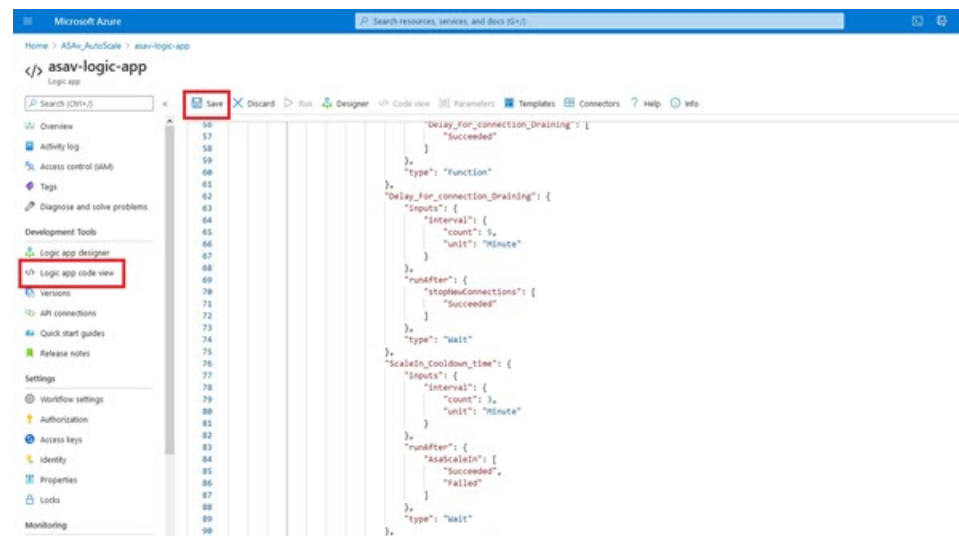 Microsoft Azure
Search resources, services, and docs (G+/)
Home > ASAv_AutoScale > asav-logic-app
</> asav-logic-app
Logic app
Search (Ctrl+/)
«
Save Discard Run Designer </> Code view [@] Parameters Templates Connectors ? Help Info
Overview
Activity log
Access control (IAM)
Tags
Diagnose and solve problems
Development Tools
Logic app designer
</> Logic app code view
Versions
API connections
Quick start guides
Release notes
Settings
Workflow settings
Authorization
Access keys
Identity
Properties
Locks
Monitoring
56 "Delay_For_connection_Draining": [
57 "Succeeded"
58 ]
59 },
60 "type": "Function"
61 },
62 "Delay_For_connection_Draining": {
63 "inputs": {
64 "interval": {
65 "count": 5,
66 "unit": "Minute"
67 }
68 },
69 "runAfter": {
70 "stopNewConnections": [
71 "Succeeded"
72 ]
73 },
74 "type": "Wait"
75 },
76 "ScaleIn_Cooldown_time": {
77 "inputs": {
78 "interval": {
79 "count": 3,
80 "unit": "Minute"
81 }
82 },
83 "runAfter": {
84 "AsaScaleIn": [
85 "Succeeded",
86 "Failed"
87 ]
88 },
89 "type": "Wait"
90 },